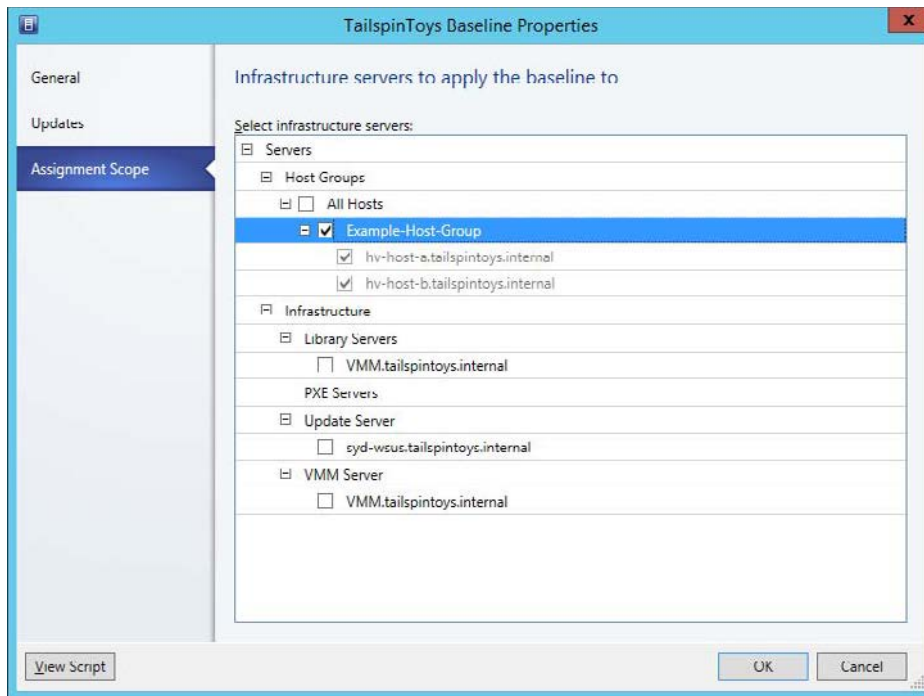 TailspinToys Baseline Properties
x
General
Updates
Assignment Scope
Infrastructure servers to apply the baseline to
Select infrastructure servers:
Servers
Host Groups
All Hosts
Example-Host-Group
hv-host-a.tailspintoys.internal
hv-host-b.tailspintoys.internal
Infrastructure
Library Servers
VMM.tailspintoys.internal
PXE Servers
Update Server
syd-wsus.tailspintoys.internal
VMM Server
VMM.tailspintoys.internal
View Script
OK
Cancel